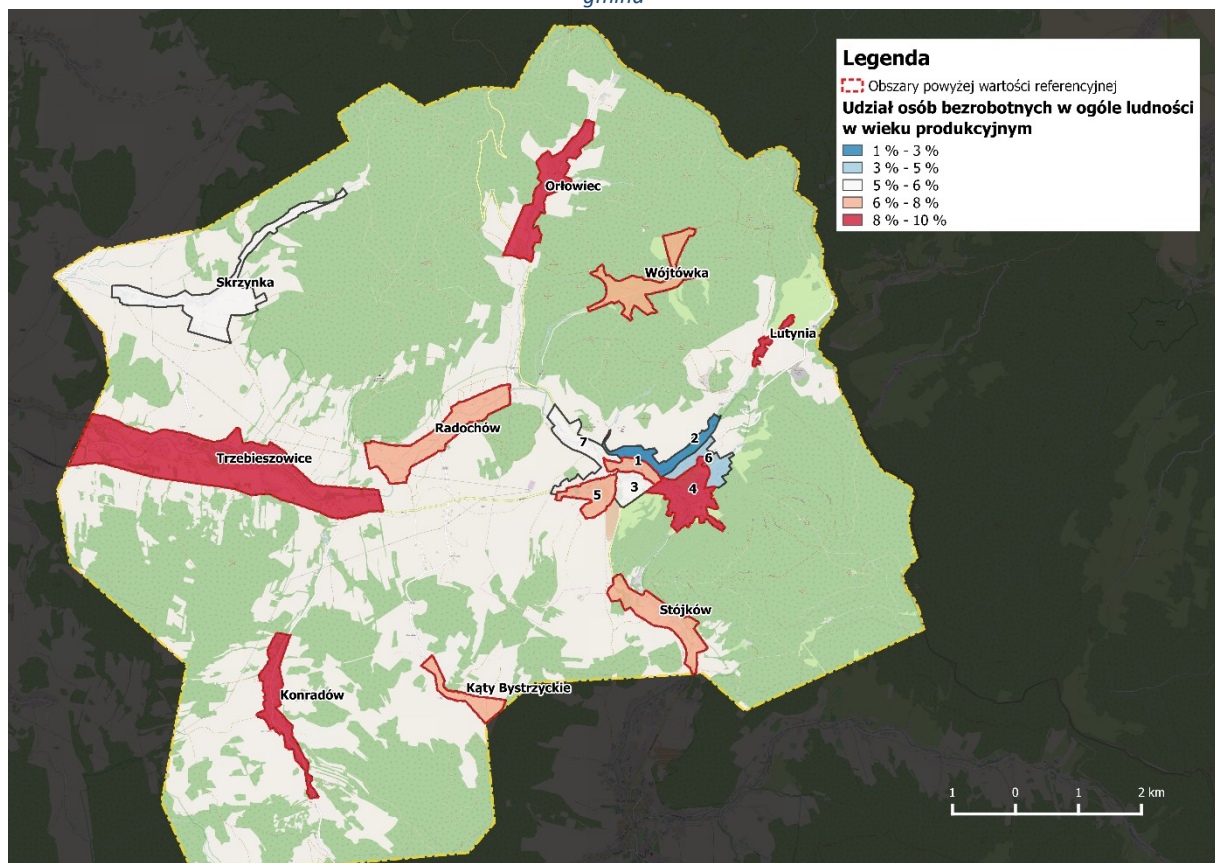 gmina
Legenda
Obszary powyżej wartości referencyjnej
Udział osób bezrobotnych w ogóle ludności
w wieku produkcyjnym
1 % - 3 %
3 % - 5 %
5 % - 6 %
6 % - 8 %
8 % - 10 %
Orłowiec
Wójtówka
Skrzynka
Lutynia
Radochów
7
2
Trzebieszowice
1
6
5
3
4
Stójków
Kąty Bystrzyckie
Konradów
1 0 1 2 km